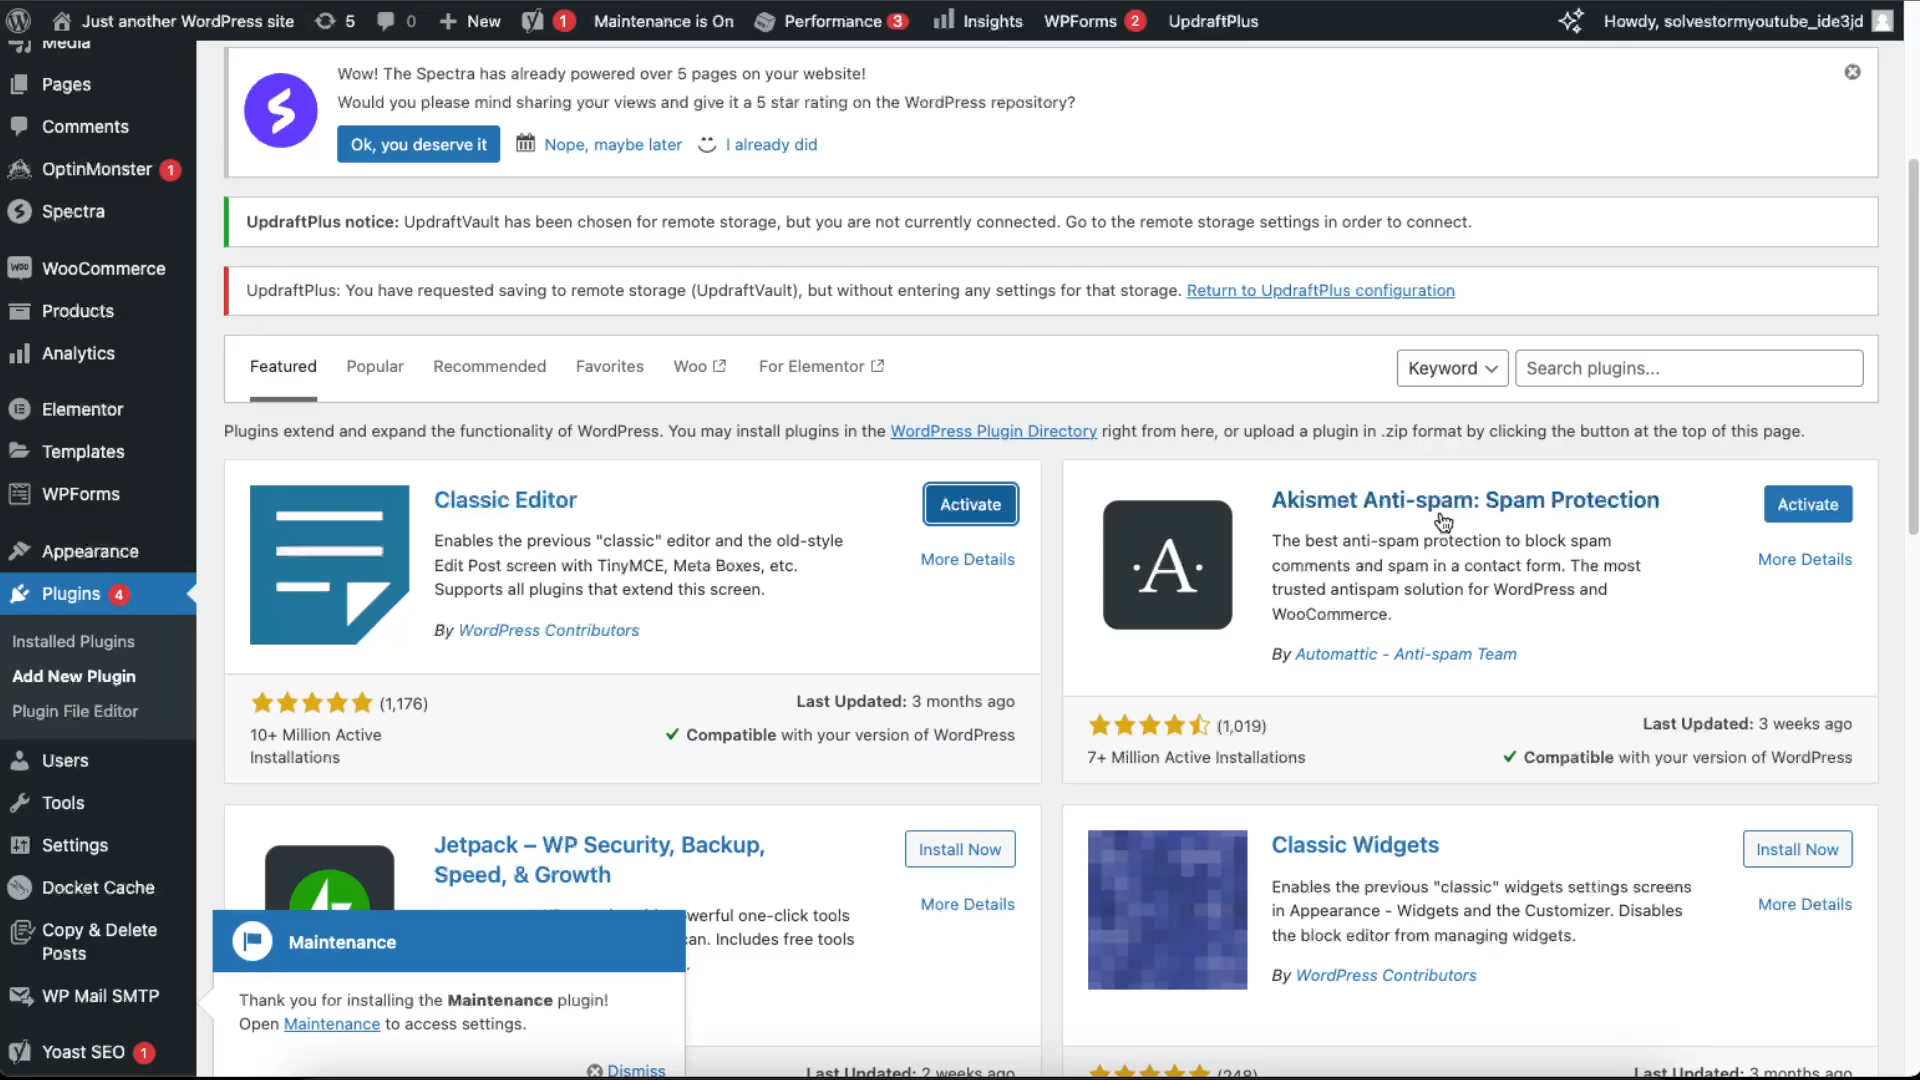 Just another WordPress site
5
0
New
1
Maintenance is On
Performance
3
Insights
WPForms
2
UpdraftPlus
Howdy, solvestormyoutube_ide3jd
Media
Pages
Comments
OptinMonster
1
Spectra
WooCommerce
Products
Analytics
Elementor
Templates
WPForms
Appearance
Plugins
4
Installed Plugins
Add New Plugin
Plugin File Editor
Users
Tools
Settings
Docket Cache
Copy & Delete
Posts
WP Mail SMTP
Yoast SEO
1
Wow! The Spectra has already powered over 5 pages on your website!
Would you please mind sharing your views and give it a 5 star rating on the WordPress repository?
Ok, you deserve it
Nope, maybe later
I already did
UpdraftPlus notice: UpdraftVault has been chosen for remote storage, but you are not currently connected. Go to the remote storage settings in order to connect.
UpdraftPlus: You have requested saving to remote storage (UpdraftVault), but without entering any settings for that storage. Return to UpdraftPlus configuration
Featured
Popular
Recommended
Favorites
Woo
For Elementor
Keyword
Search plugins...
Plugins extend and expand the functionality of WordPress. You may install plugins in the WordPress Plugin Directory right from here, or upload a plugin in .zip format by clicking the button at the top of this page.
Classic Editor
Activate
More Details
Enables the previous "classic" editor and the old-style
Edit Post screen with TinyMCE, Meta Boxes, etc.
Supports all plugins that extend this screen.
By WordPress Contributors
(1,176)
10+ Million Active
Installations
Last Updated: 3 months ago
Compatible with your version of WordPress
·A·
Akismet Anti-spam: Spam Protection
Activate
More Details
The best anti-spam protection to block spam
comments and spam in a contact form. The most
trusted antispam solution for WordPress and
WooCommerce.
By Automattic - Anti-spam Team
(1,019)
7+ Million Active Installations
Last Updated: 3 weeks ago
Compatible with your version of WordPress
Jetpack – WP Security, Backup,
Speed, & Growth
Install Now
More Details
werful one-click tools
can. Includes free tools
Last Updated: 2 weeks ago
Classic Widgets
Install Now
More Details
Enables the previous "classic" widgets settings screens
in Appearance - Widgets and the Customizer. Disables
the block editor from managing widgets.
By WordPress Contributors
(248)
Last Updated: 3 months ago
Maintenance
Thank you for installing the Maintenance plugin!
Open Maintenance to access settings.
Dismiss